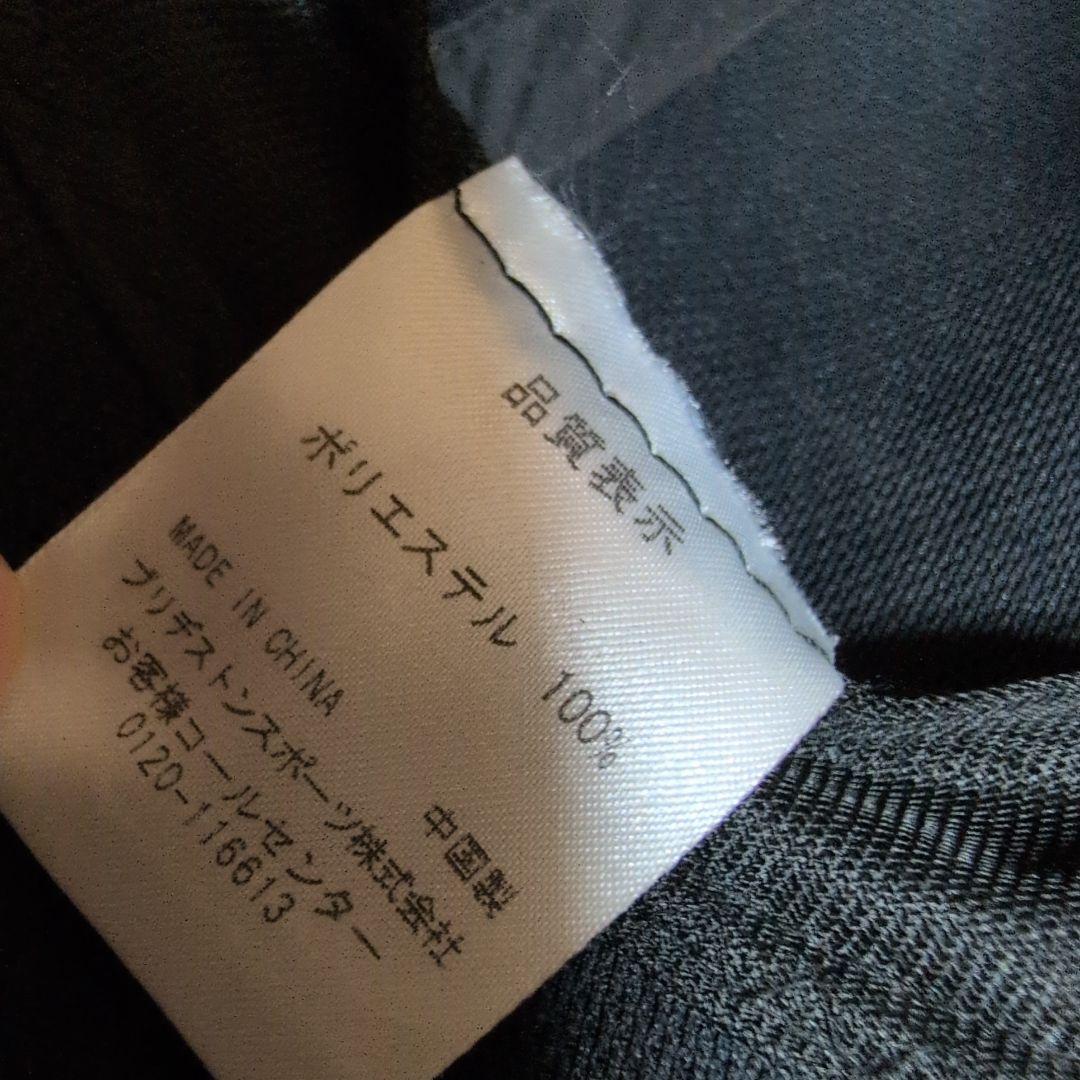 品質表示
ポリエステル 100%
MADE IN CHINA 中国製
ブリヂストンスポーツ株式会社
お客様コールセンター
0120-116613